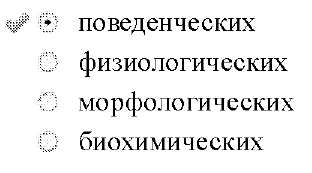 поведенческих
физиологических
морфологических
биохимических